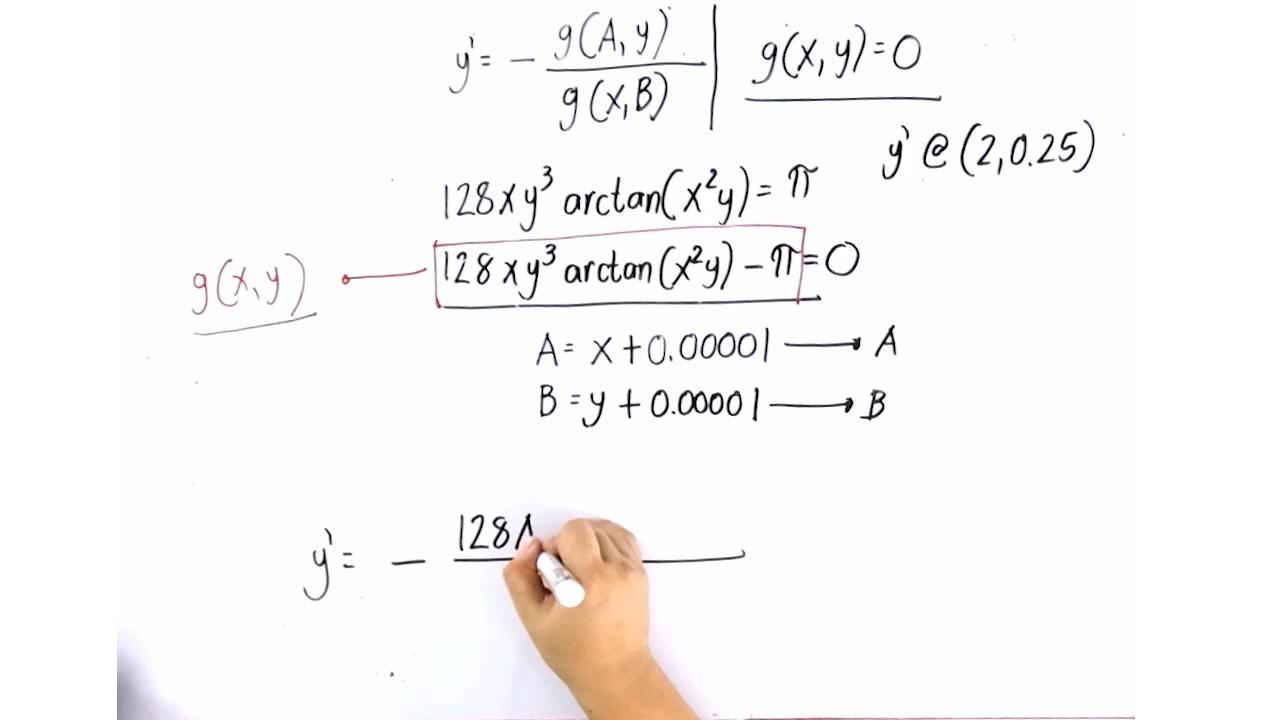 y' = - g(A, y) / g(x, B) | g(x, y) = 0
y' @ (2, 0.25)
128xy³ arctan(x²y) = π
g(x, y) 128xy³ arctan(x²y) - π = 0
A = x + 0.00001 → A
B = y + 0.00001 → B
y' = - 128A